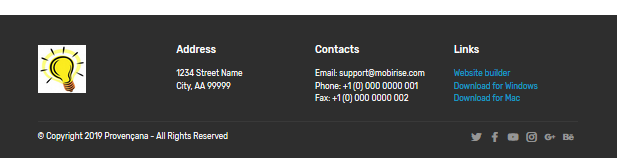 Address
1234 Street Name
City, AA 99999
Contacts
Email: support@mobirise.com
Phone: +1 (0) 000 0000 001
Fax: +1 (0) 000 0000 002
Links
Website builder
Download for Windows
Download for Mac
© Copyright 2019 Provençana - All Rights Reserved
G+ Bē